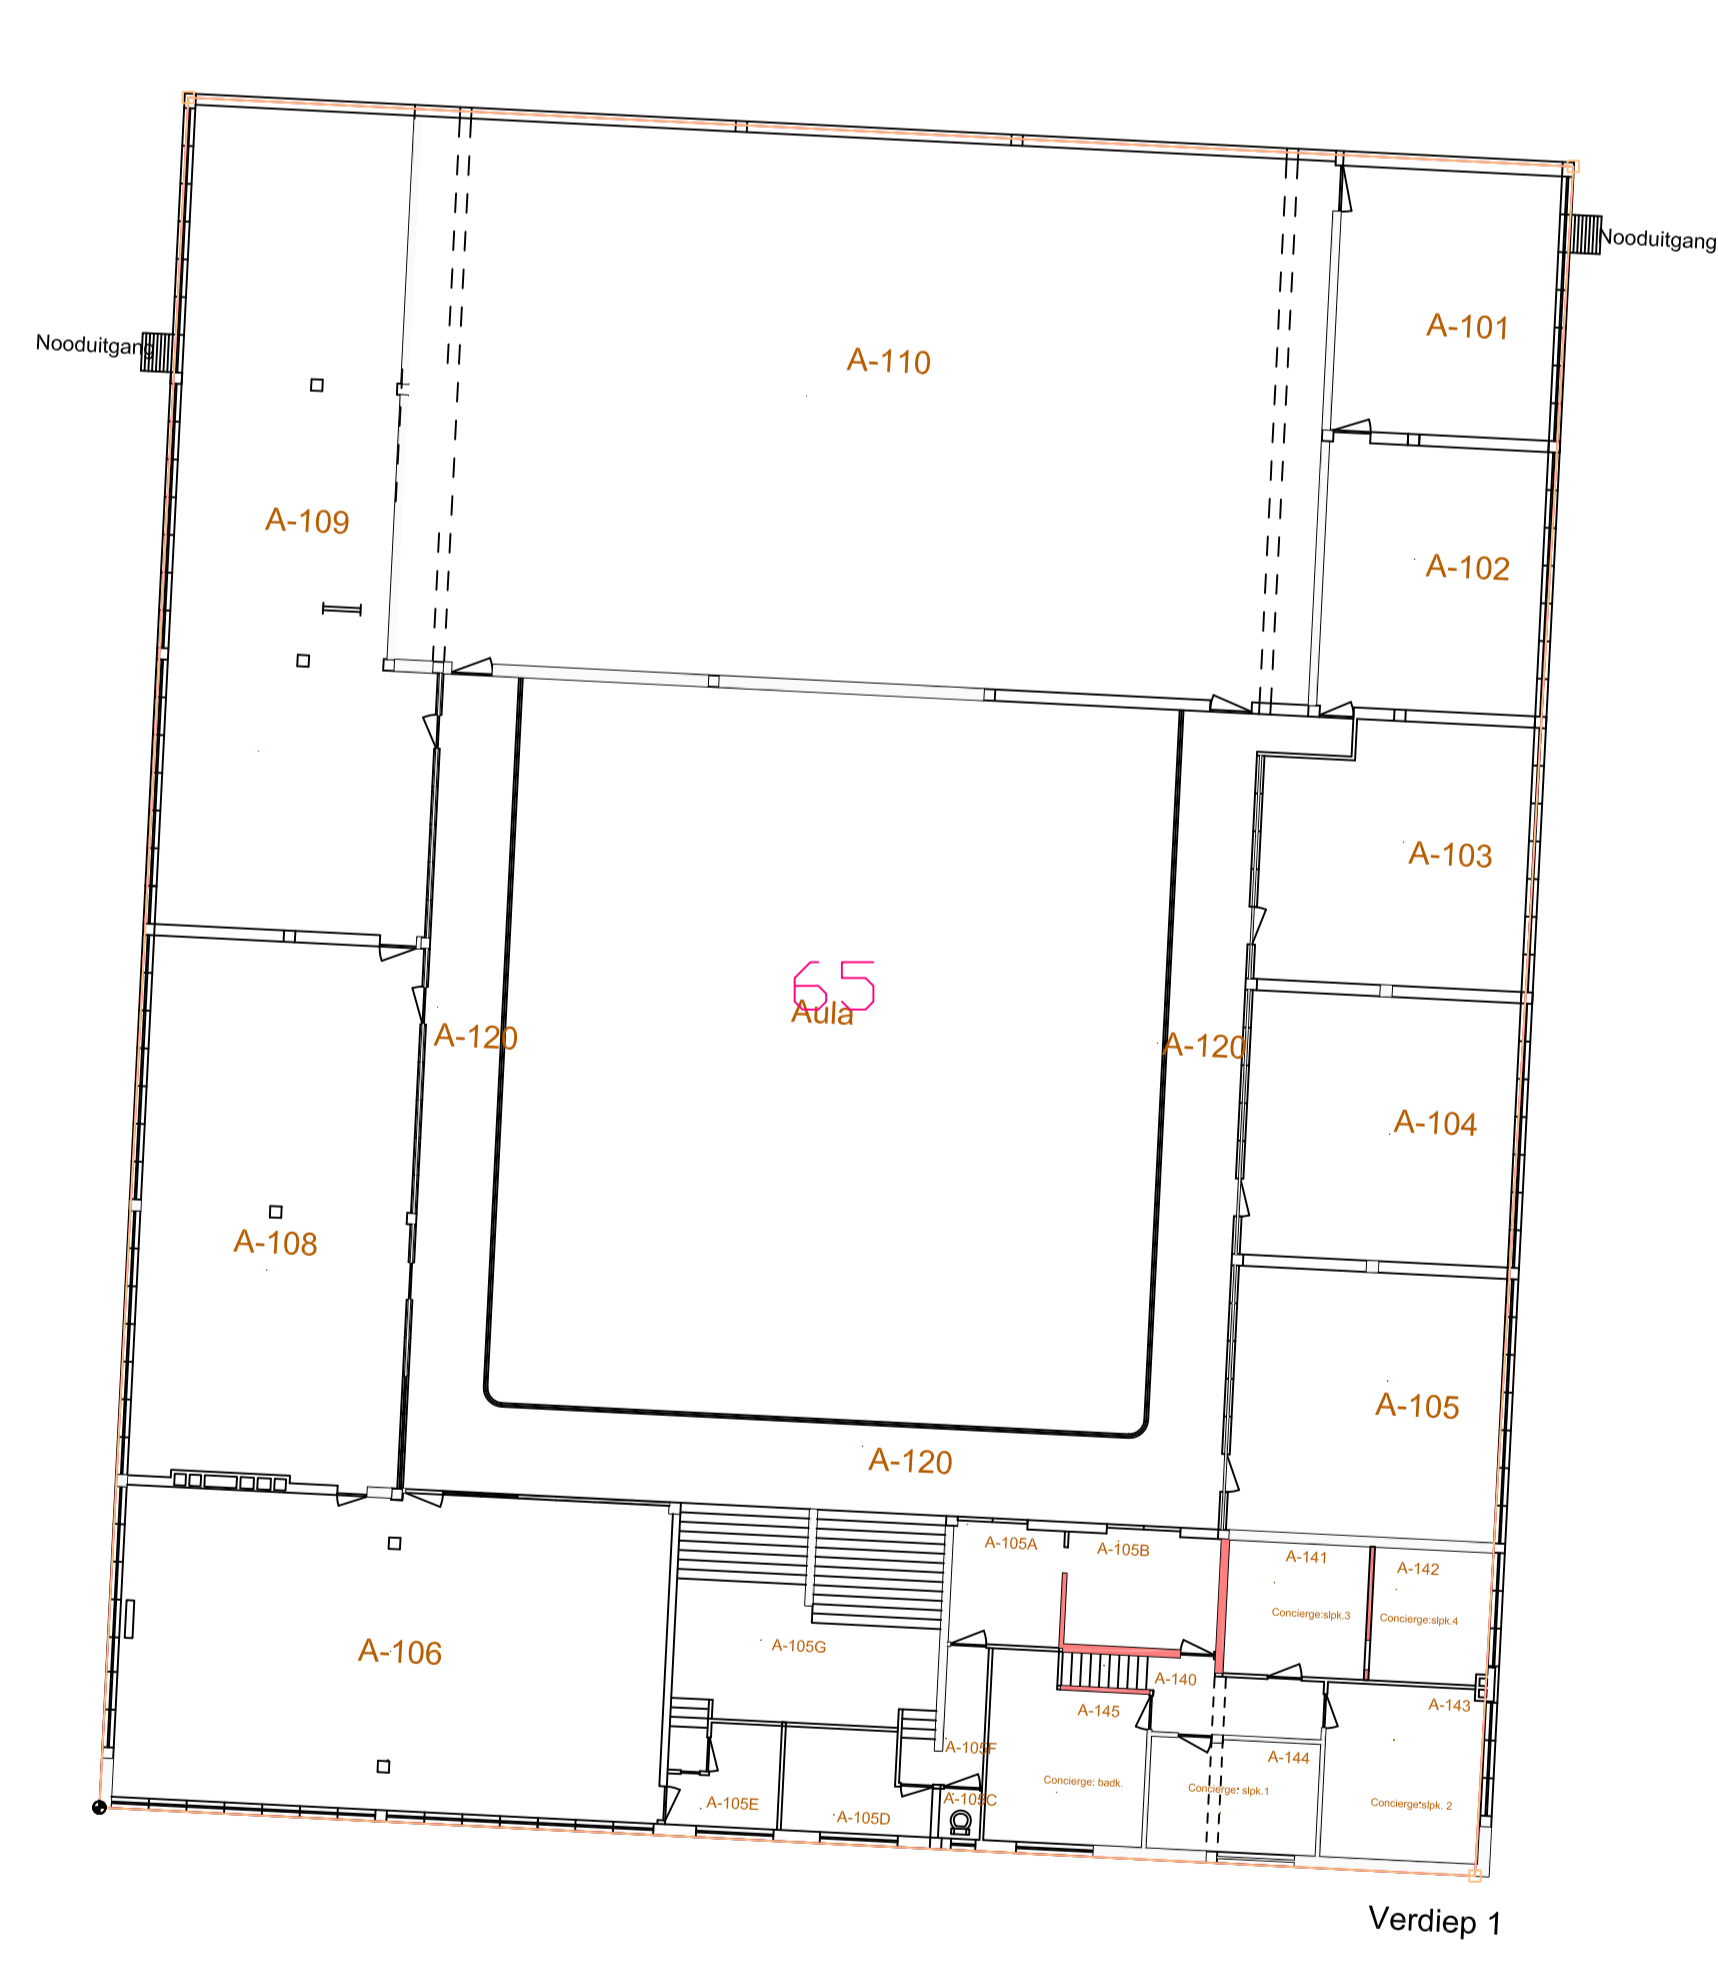 Nooduitgang
A-101
Nooduitgang
A-110
A-109
A-102
A-103
65
Aula
A-120
A-120
A-104
A-108
A-105
A-120
A-105A
A-105B
A-141
A-142
Concierge:slpk.3
Concierge:slpk.4
A-106
A-105G
A-140
A-145
A-143
A-105F
A-144
Concierge: badk.
Concierge: slpk.1
A-105E
A-105D
A-105C
Concierge:slpk. 2
Verdiep 1